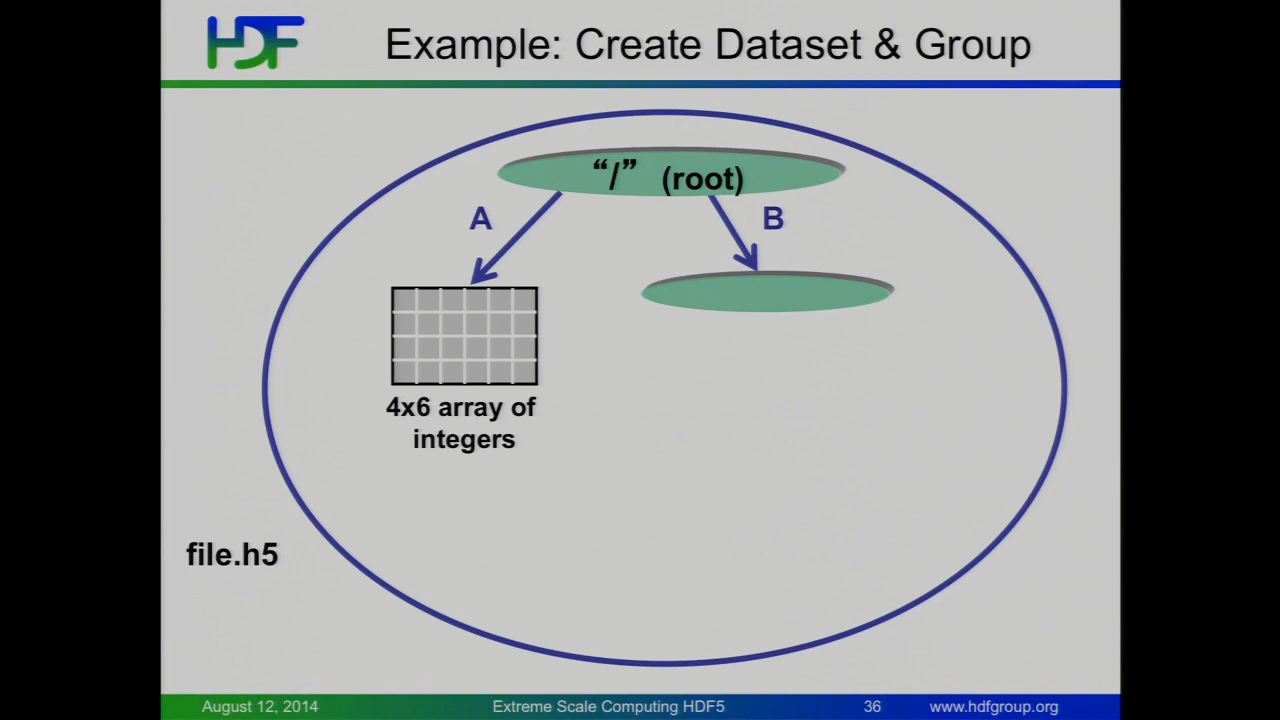 HDF
Example: Create Dataset & Group
“/” (root)
A
B
4x6 array of
integers
file.h5
August 12, 2014
Extreme Scale Computing HDF5
36
www.hdfgroup.org